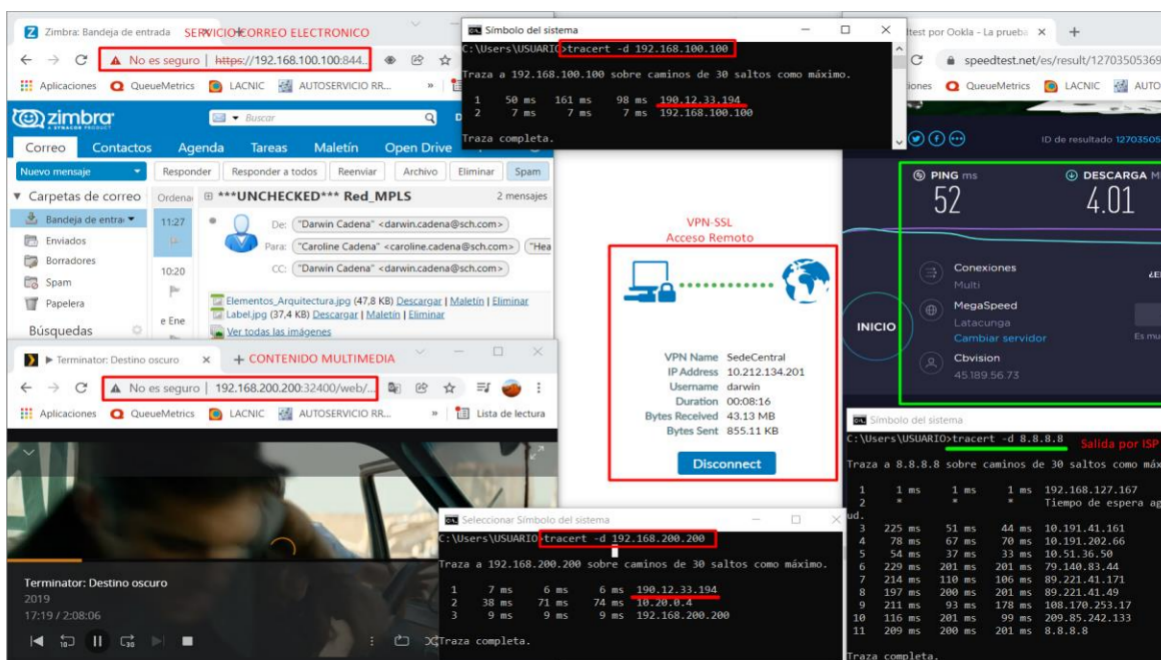 Zimbra: Bandeja de entrada
SERVICIO CORREO ELECTRONICO
No es seguro | https://192.168.100.100:844...
Aplicaciones QueueMetrics LACNIC AUTOSERVICIO RR... »
zimbra
A SYNACOR PRODUCT
Buscar
Correo Contactos Agenda Tareas Maletín Open Drive
Nuevo mensaje Responder Responder a todos Reenviar Archivo Eliminar Spam
Carpetas de correo
Bandeja de entra
Enviados
Borradores
Spam
Papelera
Búsquedas
Ordena
11:27
10:20
e Ene
***UNCHECKED*** Red_MPLS 2 mensajes
De: "Darwin Cadena" <darwin.cadena@sch.com>
Para: "Caroline Cadena" <caroline.cadena@sch.com> "Hea
CC: "Darwin Cadena" <darwin.cadena@sch.com>
Elementos_Arquitectura.jpg (47,8 KB) Descargar | Maletín | Eliminar
Label.jpg (37,4 KB) Descargar | Maletín | Eliminar
Ver todas las imágenes
Símbolo del sistema
C:\Users\USUARIO>tracert -d 192.168.100.100
Traza a 192.168.100.100 sobre caminos de 30 saltos como máximo.
1 50 ms 161 ms 98 ms 190.12.33.194
2 7 ms 7 ms 7 ms 192.168.100.100
Traza completa.
dtest por Ookla - La prueba
speedtest.net/es/result/12703505369
iones QueueMetrics LACNIC AUTO
ID de resultado 12703505
PING ms
52
DESCARGA M
4.01
Conexiones
Multi
MegaSpeed
Latacunga
Cambiar servidor
Cbvision
45.189.56.73
INICIO
Es mu
VPN-SSL
Acceso Remoto
VPN Name SedeCentral
IP Address 10.212.134.201
Username darwin
Duration 00:08:16
Bytes Received 43.13 MB
Bytes Sent 855.11 KB
Disconnect
Terminator: Destino oscuro
CONTENIDO MULTIMEDIA
No es seguro | 192.168.200.200:32400/web/...
Aplicaciones QueueMetrics LACNIC AUTOSERVICIO RR... » Lista de lectura
Terminator: Destino oscuro
2019
17:19 / 2:08:06
10
30
Seleccionar Símbolo del sistema
C:\Users\USUARIO>tracert -d 192.168.200.200
Traza a 192.168.200.200 sobre caminos de 30 saltos como máximo.
1 7 ms 6 ms 6 ms 190.12.33.194
2 38 ms 71 ms 74 ms 10.20.0.4
3 9 ms 9 ms 9 ms 192.168.200.200
Traza completa.
Símbolo del sistema
C:\Users\USUARIO>tracert -d 8.8.8.8
Salida por ISP
Traza a 8.8.8.8 sobre caminos de 30 saltos como máx
1 1 ms 1 ms 1 ms 192.168.127.167
2 * * * Tiempo de espera ag
ud.
3 225 ms 51 ms 44 ms 10.191.41.161
4 78 ms 67 ms 70 ms 10.191.202.66
5 54 ms 37 ms 33 ms 10.51.36.50
6 229 ms 201 ms 201 ms 79.140.83.44
7 214 ms 110 ms 106 ms 89.221.41.171
8 197 ms 200 ms 201 ms 89.221.41.49
9 211 ms 93 ms 178 ms 108.170.253.17
10 116 ms 201 ms 99 ms 209.85.242.133
11 209 ms 200 ms 201 ms 8.8.8.8
Traza completa.